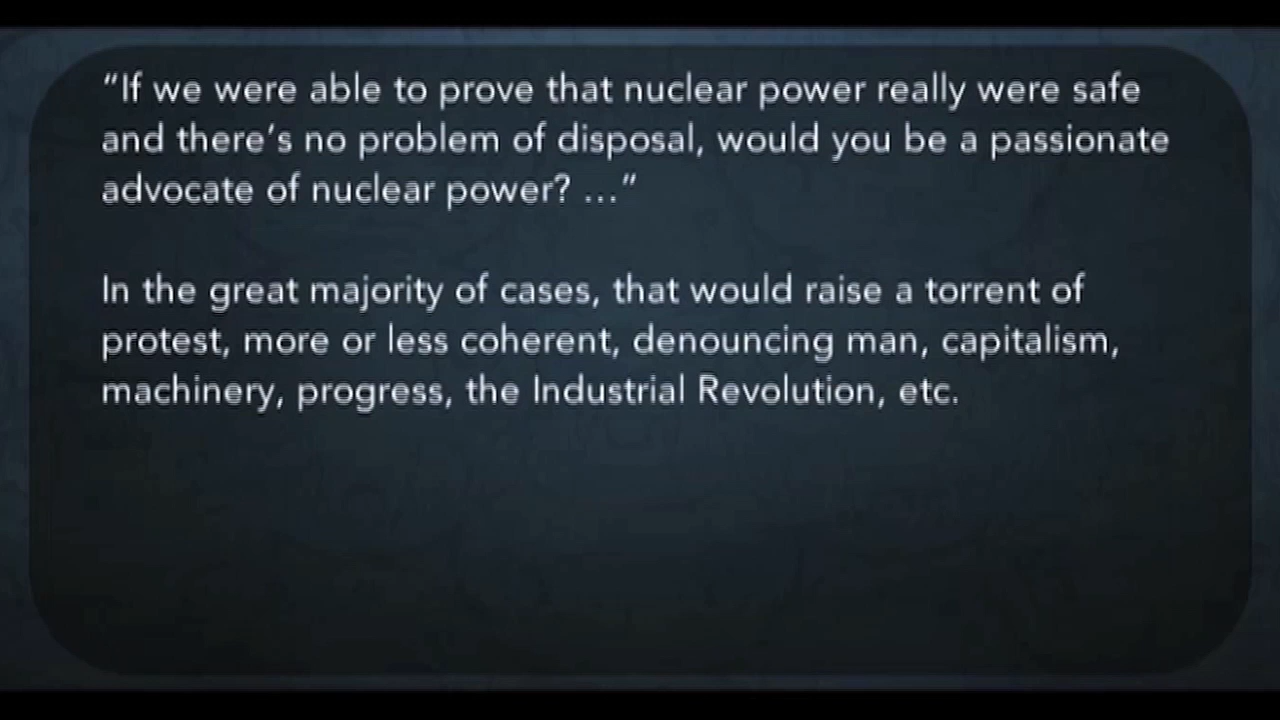 “If we were able to prove that nuclear power really were safe
and there’s no problem of disposal, would you be a passionate
advocate of nuclear power? …”
In the great majority of cases, that would raise a torrent of
protest, more or less coherent, denouncing man, capitalism,
machinery, progress, the Industrial Revolution, etc.